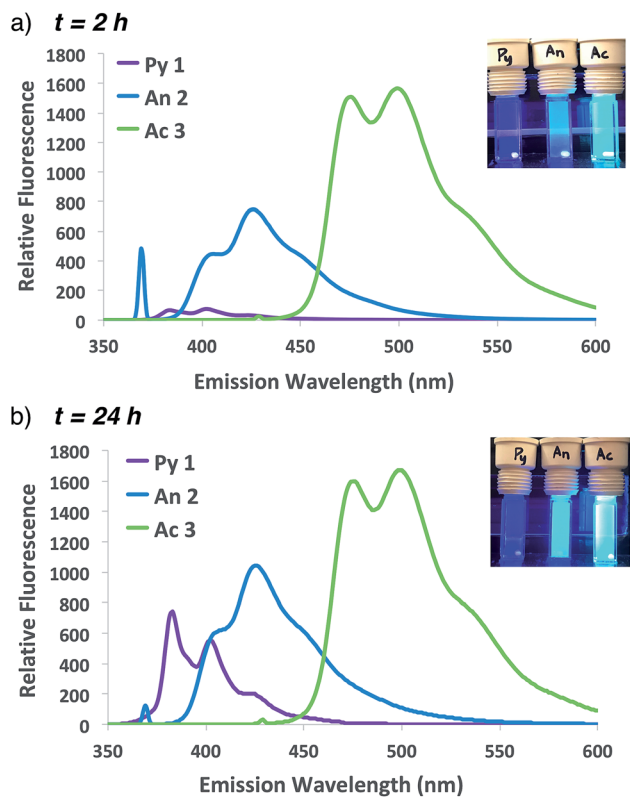 a) t = 2 h
1800
1600
1400
1200
1000
800
600
400
200
0
Relative Fluorescence
Py 1
An 2
Ac 3
Py An Ac
350 400 450 500 550 600
Emission Wavelength (nm)
b) t = 24 h
1800
1600
1400
1200
1000
800
600
400
200
0
Relative Fluorescence
Py 1
An 2
Ac 3
Py An Ac
350 400 450 500 550 600
Emission Wavelength (nm)